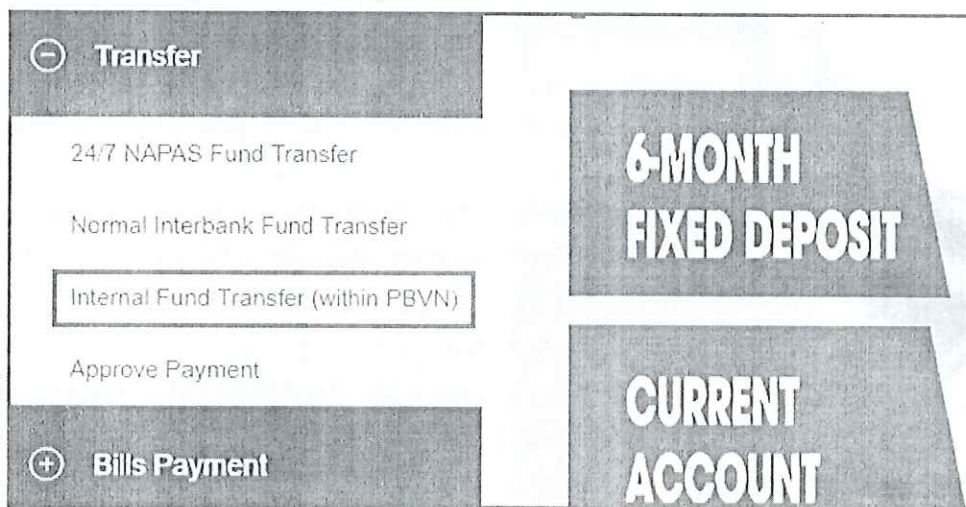 Transfer
24/7 NAPAS Fund Transfer
Normal Interbank Fund Transfer
Internal Fund Transfer (within PBVN)
Approve Payment
Bills Payment
6-MONTH
FIXED DEPOSIT
CURRENT
ACCOUNT